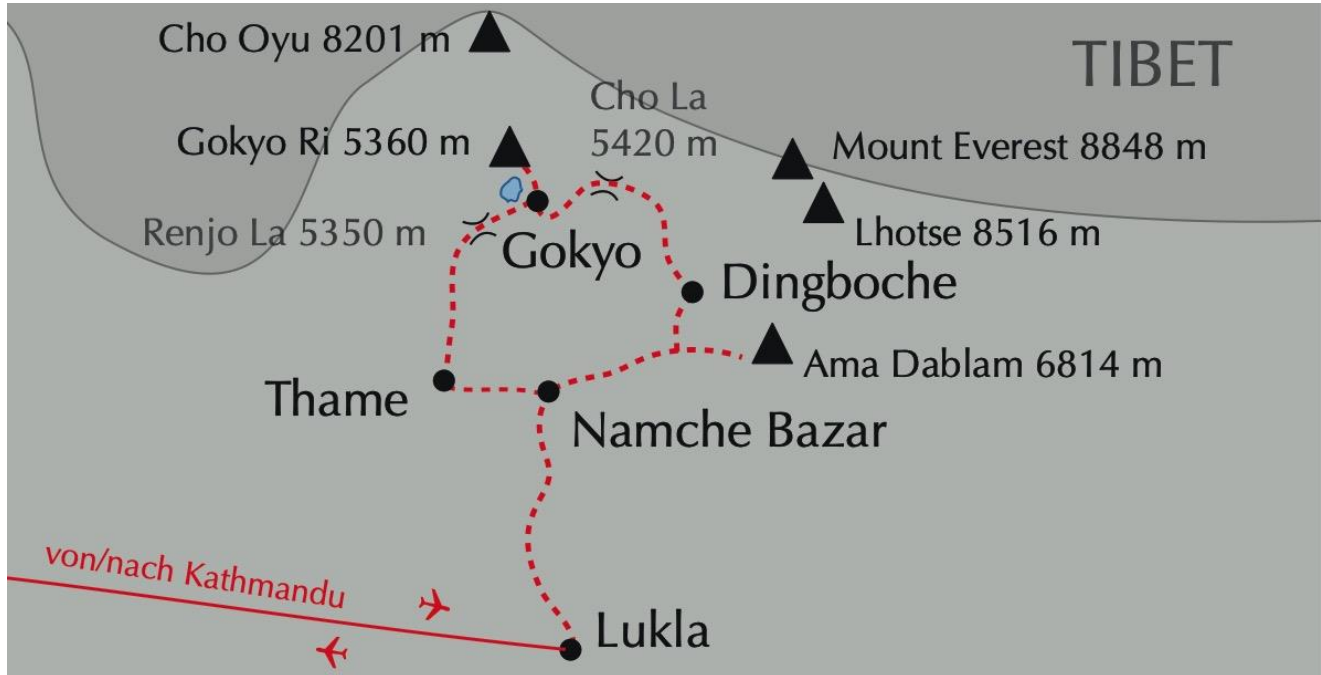 Cho Oyu 8201 m
TIBET
Cho La
5420 m
Gokyo Ri 5360 m
Mount Everest 8848 m
Renjo La 5350 m
Lhotse 8516 m
Gokyo
Dingboche
Ama Dablam 6814 m
Thame
Namche Bazar
von/nach Kathmandu
Lukla